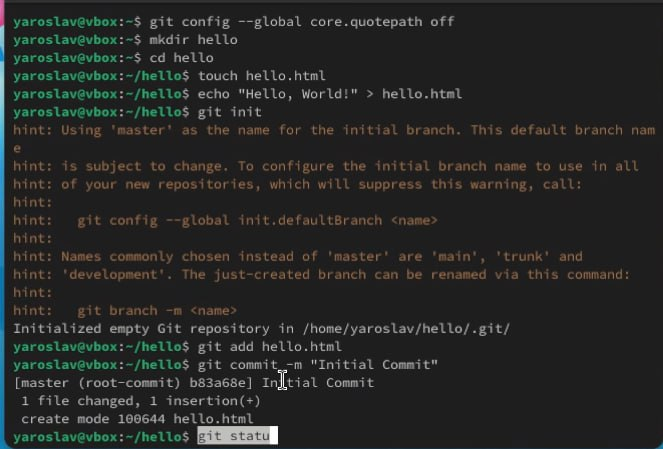 yaroslav@vbox:~$ git config --global core.quotepath off
yaroslav@vbox:~$ mkdir hello
yaroslav@vbox:~$ cd hello
yaroslav@vbox:~/hello$ touch hello.html
yaroslav@vbox:~/hello$ echo "Hello, World!" > hello.html
yaroslav@vbox:~/hello$ git init
hint: Using 'master' as the name for the initial branch. This default branch nam
e
hint: is subject to change. To configure the initial branch name to use in all
hint: of your new repositories, which will suppress this warning, call:
hint:
hint:   git config --global init.defaultBranch <name>
hint:
hint: Names commonly chosen instead of 'master' are 'main', 'trunk' and
hint: 'development'. The just-created branch can be renamed via this command:
hint:
hint:   git branch -m <name>
Initialized empty Git repository in /home/yaroslav/hello/.git/
yaroslav@vbox:~/hello$ git add hello.html
yaroslav@vbox:~/hello$ git commit -m "Initial Commit"
[master (root-commit) b83a68e] Initial Commit
 1 file changed, 1 insertion(+)
 create mode 100644 hello.html
yaroslav@vbox:~/hello$ git statu